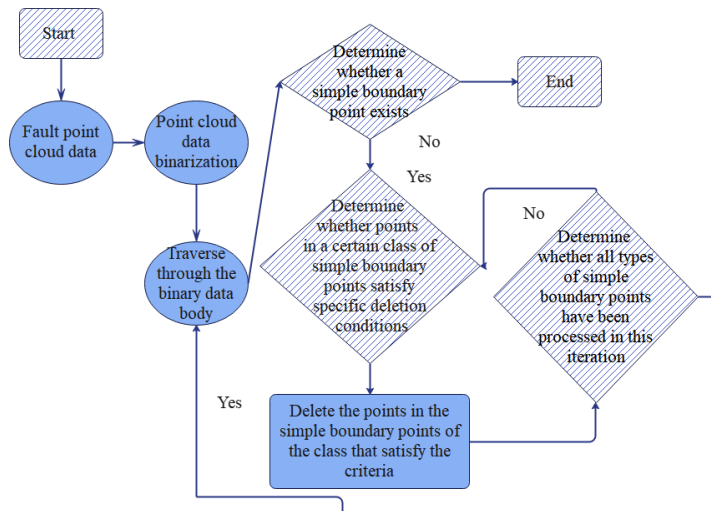 Start
Fault point
cloud data
Point cloud
data
binarization
Traverse
through the
binary data
body
Determine
whether a
simple boundary
point exists
End
No
Yes
Determine
whether points
in a certain class of
simple boundary
points satisfy
specific deletion
conditions
No
Determine
whether all types
of simple
boundary points
have been
processed in this
iteration
Yes
Delete the points in the
simple boundary points of
the class that satisfy the
criteria